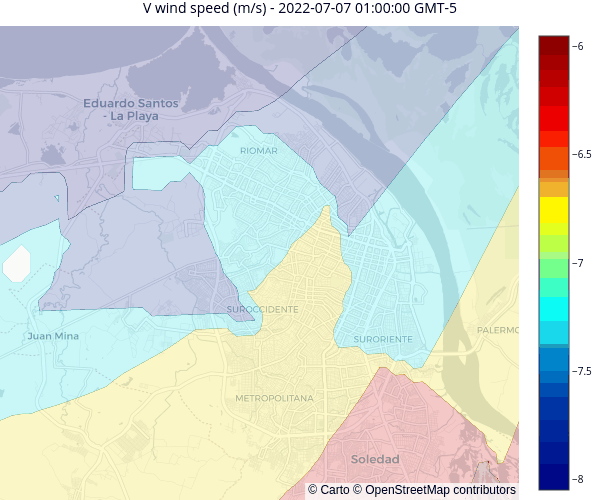 V wind speed (m/s) - 2022-07-07 01:00:00 GMT-5
−6
Eduardo Santos
- La Playa
RIOMAR
−6.5
−7
SUROCCIDENTE
Juan Mina
SURORIENTE
PALERMO
−7.5
METROPOLITANA
Soledad
−8
© Carto © OpenStreetMap contributors